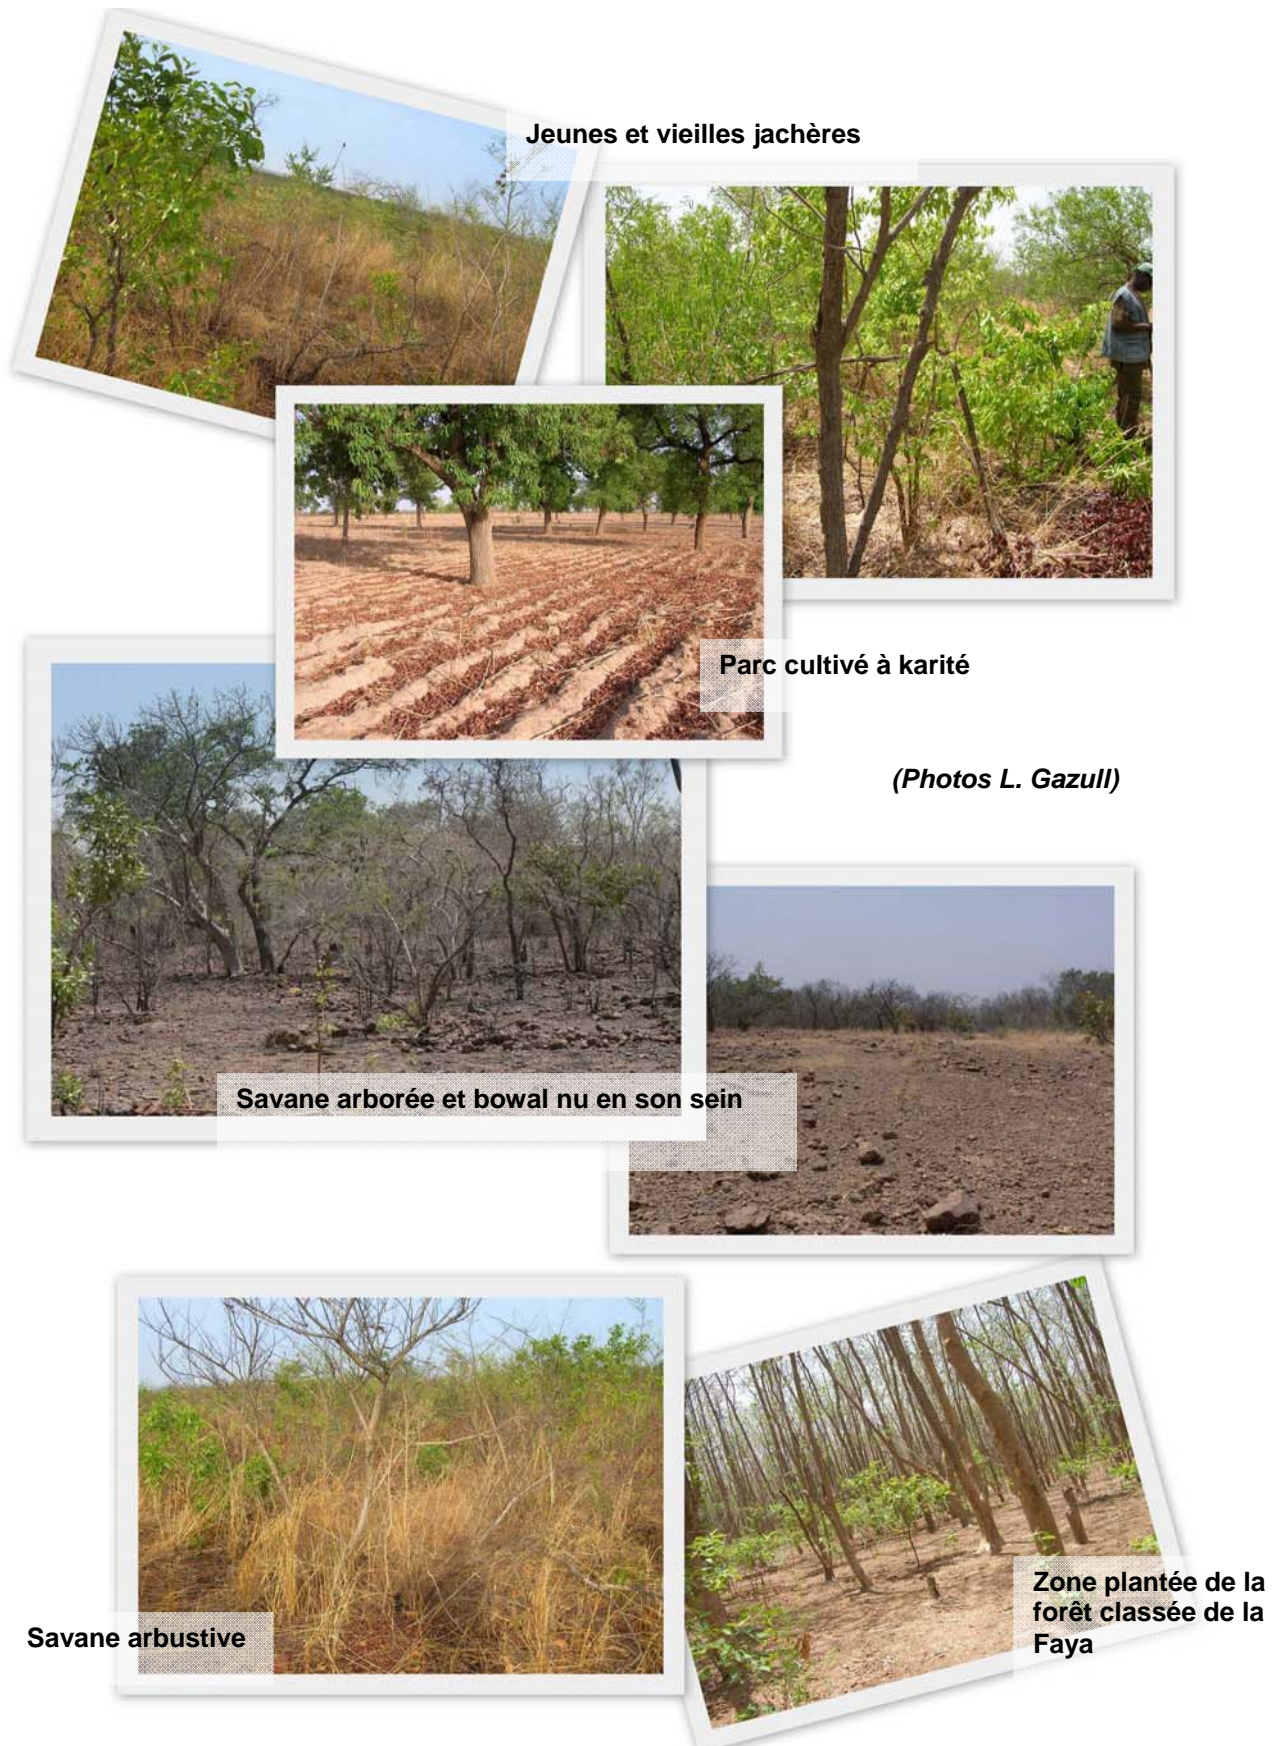 Jeunes et vieilles jachères
Parc cultivé à karité
(Photos L. Gazull)
Savane arborée et bowal nu en son sein
Savane arbustive
Zone plantée de la
forêt classée de la
Faya